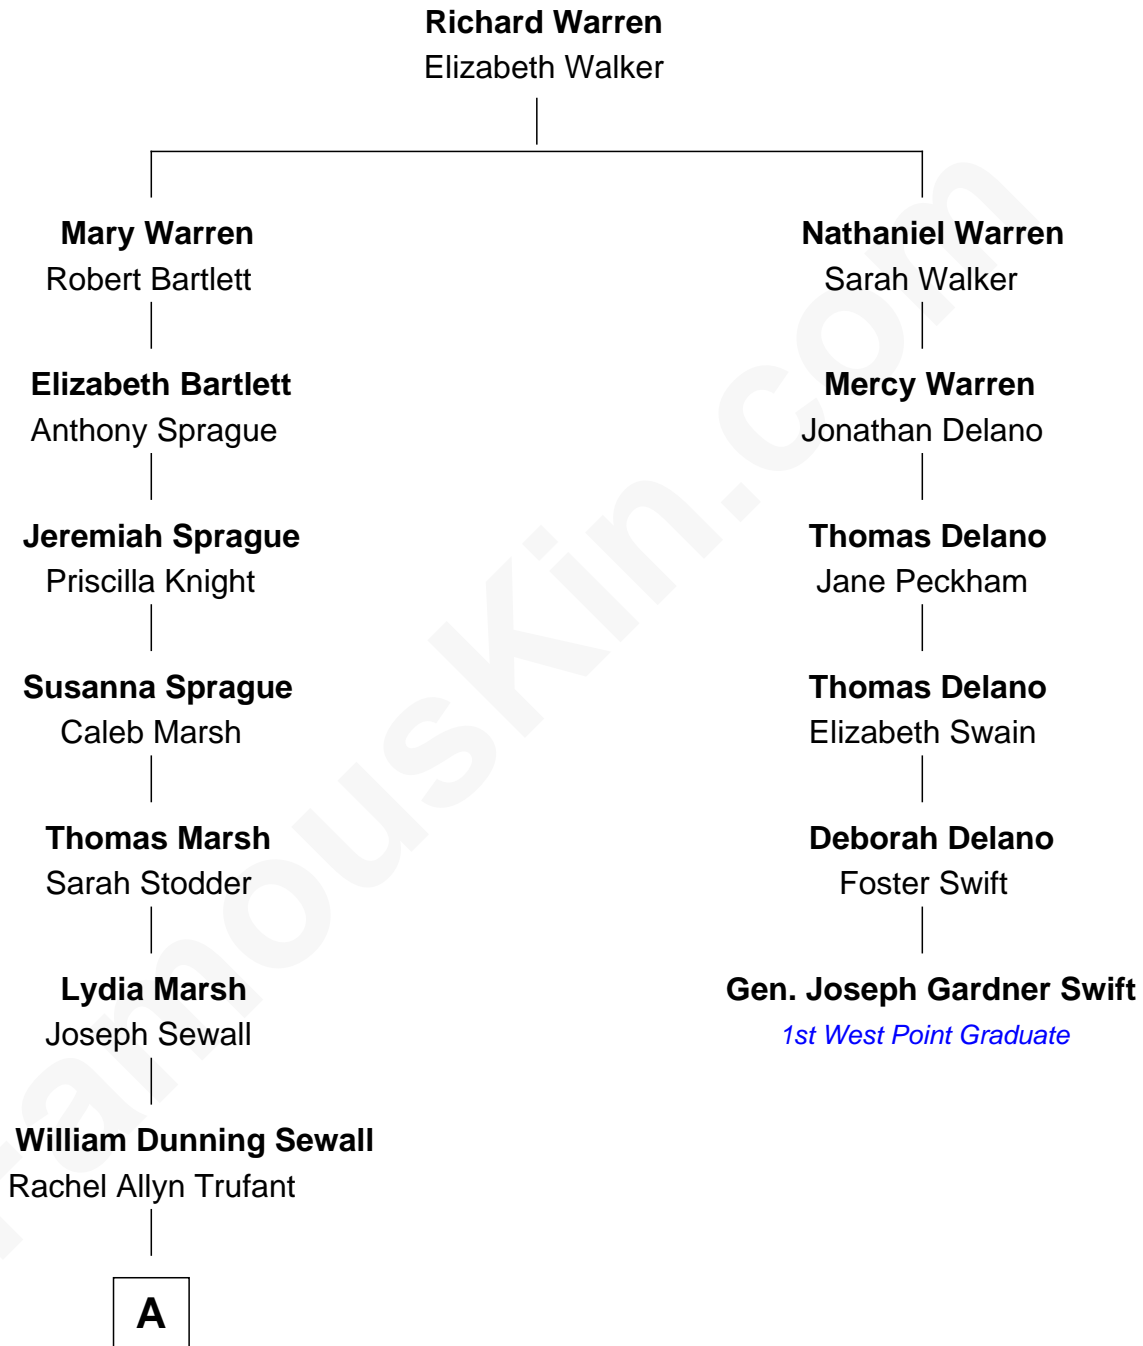 Richard Warren
Elizabeth Walker
Mary Warren
Robert Bartlett
Nathaniel Warren
Sarah Walker
Elizabeth Bartlett
Anthony Sprague
Mercy Warren
Jonathan Delano
Jeremiah Sprague
Priscilla Knight
Thomas Delano
Jane Peckham
Susanna Sprague
Caleb Marsh
Thomas Delano
Elizabeth Swain
Thomas Marsh
Sarah Stodder
Deborah Delano
Foster Swift
Lydia Marsh
Joseph Sewall
Gen. Joseph Gardner Swift
1st West Point Graduate
William Dunning Sewall
Rachel Allyn Trufant
A
FamousKin.com